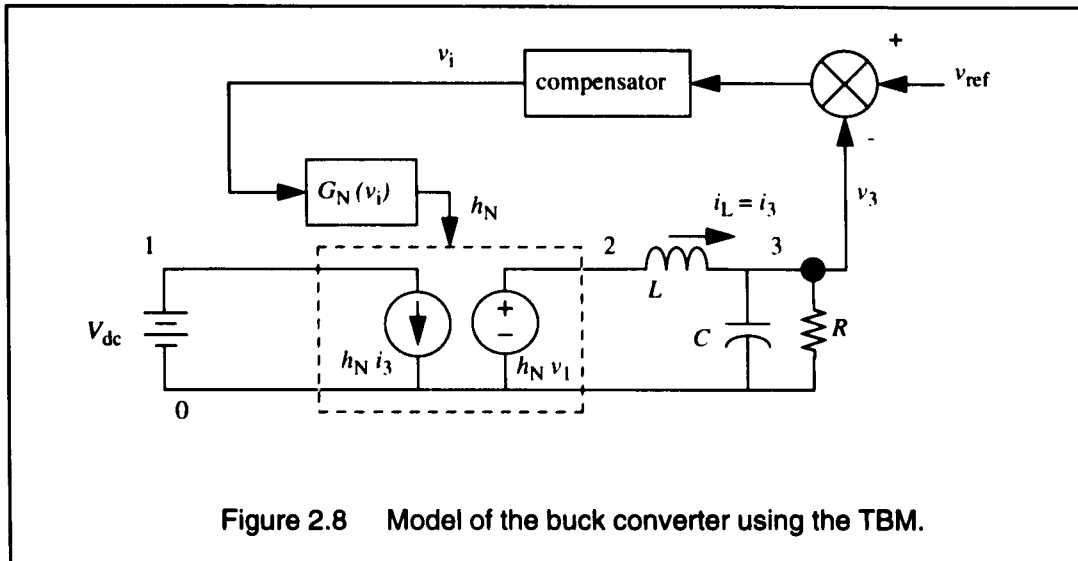 +
v_i
compensator
v_ref
-
G_N (v_i)
h_N
v_3
i_L = i_3
1
2
3
L
V_dc
C
R
h_N i_3
h_N v_1
+
−
0
Figure 2.8 Model of the buck converter using the TBM.